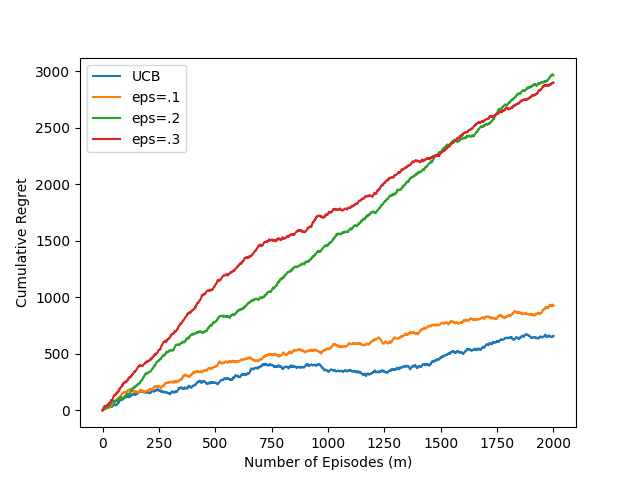 UCB
eps=.1
eps=.2
eps=.3
3000
2500
2000
1500
1000
500
0
Cumulative Regret
0 250 500 750 1000 1250 1500 1750 2000
Number of Episodes (m)